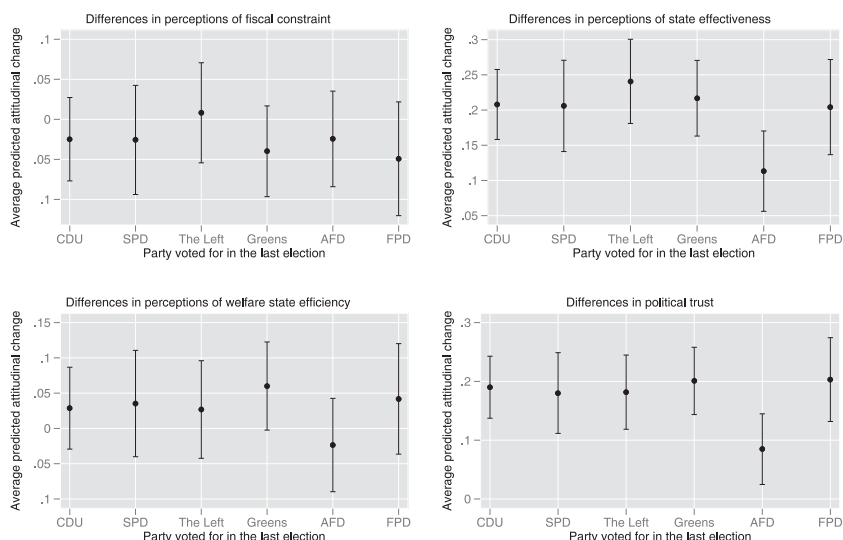 Differences in perceptions of fiscal constraint
Average predicted attitudinal change
.1
.05
0
.05
.1
CDU SPD The Left Greens AFD FPD
Party voted for in the last election
Differences in perceptions of state effectiveness
Average predicted attitudinal change
.3
.25
.2
.15
.1
.05
CDU SPD The Left Greens AFD FPD
Party voted for in the last election
Differences in perceptions of welfare state efficiency
Average predicted attitudinal change
.15
.1
.05
0
.05
.1
CDU SPD The Left Greens AFD FPD
Party voted for in the last election
Differences in political trust
Average predicted attitudinal change
.3
.2
.1
0
CDU SPD The Left Greens AFD FPD
Party voted for in the last election